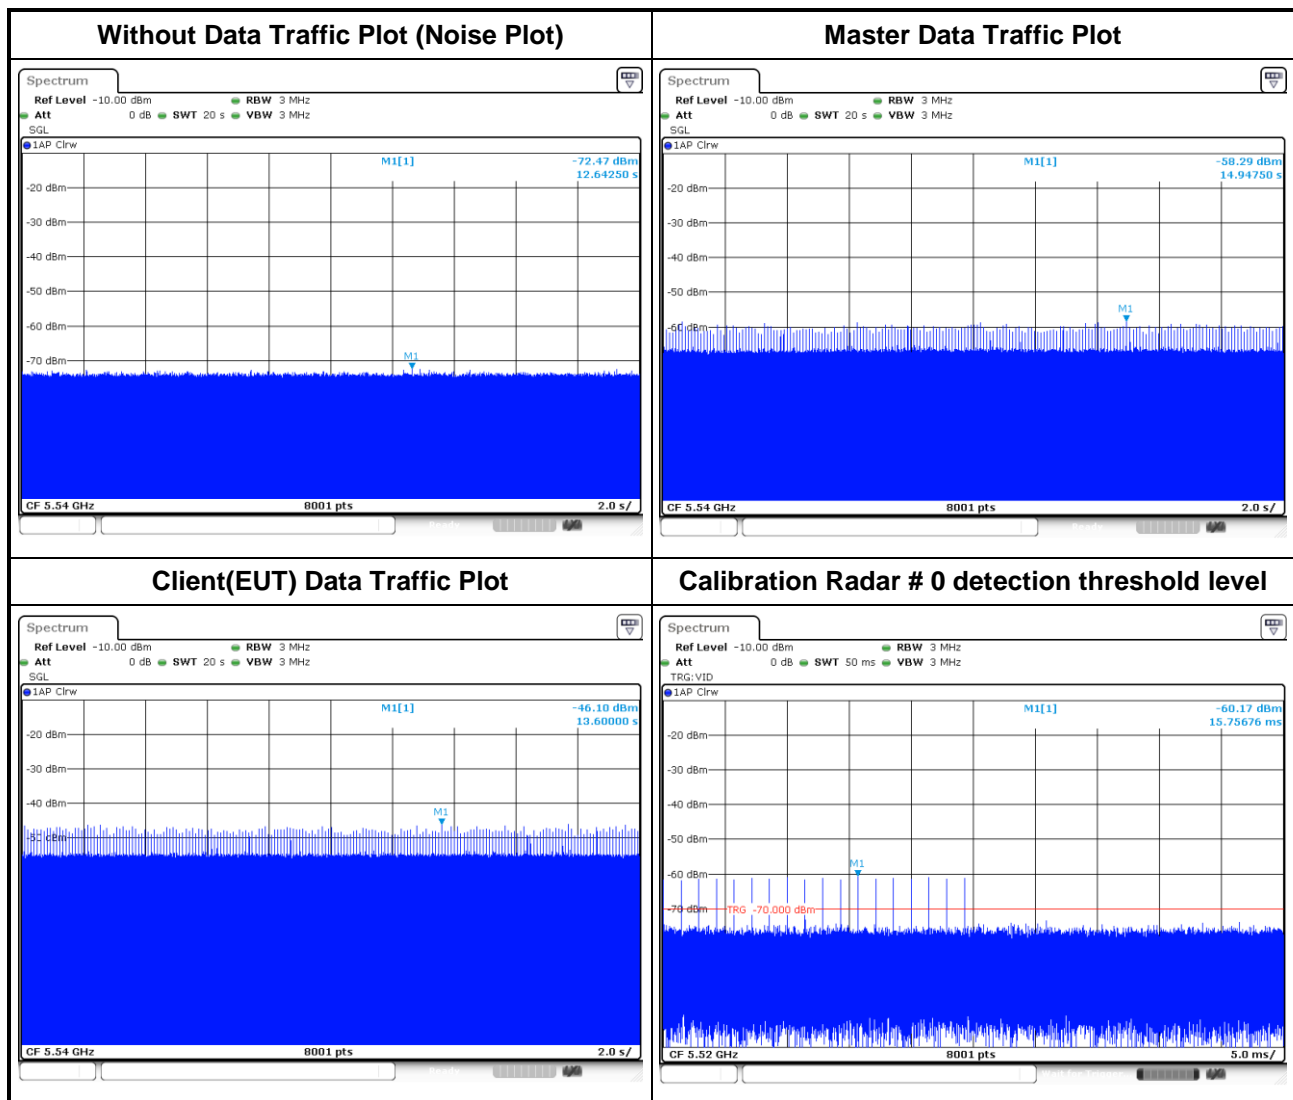 Without Data Traffic Plot (Noise Plot)
Spectrum
Ref Level -10.00 dBm RBW 3 MHz
Att 0 dB SWT 20 s VBW 3 MHz
SGL
1AP Clrw
M1[1] -72.47 dBm
12.64250 s
-20 dBm
-30 dBm
-40 dBm
-50 dBm
-60 dBm
-70 dBm
M1
CF 5.54 GHz 8001 pts 2.0 s/
Ready
Master Data Traffic Plot
Spectrum
Ref Level -10.00 dBm RBW 3 MHz
Att 0 dB SWT 20 s VBW 3 MHz
SGL
1AP Clrw
M1[1] -58.29 dBm
14.94750 s
-20 dBm
-30 dBm
-40 dBm
-50 dBm
M1
-60 dBm
CF 5.54 GHz 8001 pts 2.0 s/
Ready
Client(EUT) Data Traffic Plot
Spectrum
Ref Level -10.00 dBm RBW 3 MHz
Att 0 dB SWT 20 s VBW 3 MHz
SGL
1AP Clrw
M1[1] -46.10 dBm
13.60000 s
-20 dBm
-30 dBm
-40 dBm
M1
-50 dBm
CF 5.54 GHz 8001 pts 2.0 s/
Ready
Calibration Radar # 0 detection threshold level
Spectrum
Ref Level -10.00 dBm RBW 3 MHz
Att 0 dB SWT 50 ms VBW 3 MHz
TRG:VID
1AP Clrw
M1[1] -60.17 dBm
15.75676 ms
-20 dBm
-30 dBm
-40 dBm
-50 dBm
M1
-60 dBm
-70 dBm TRG -70.000 dBm
CF 5.52 GHz 8001 pts 5.0 ms/
Wait for Trigger